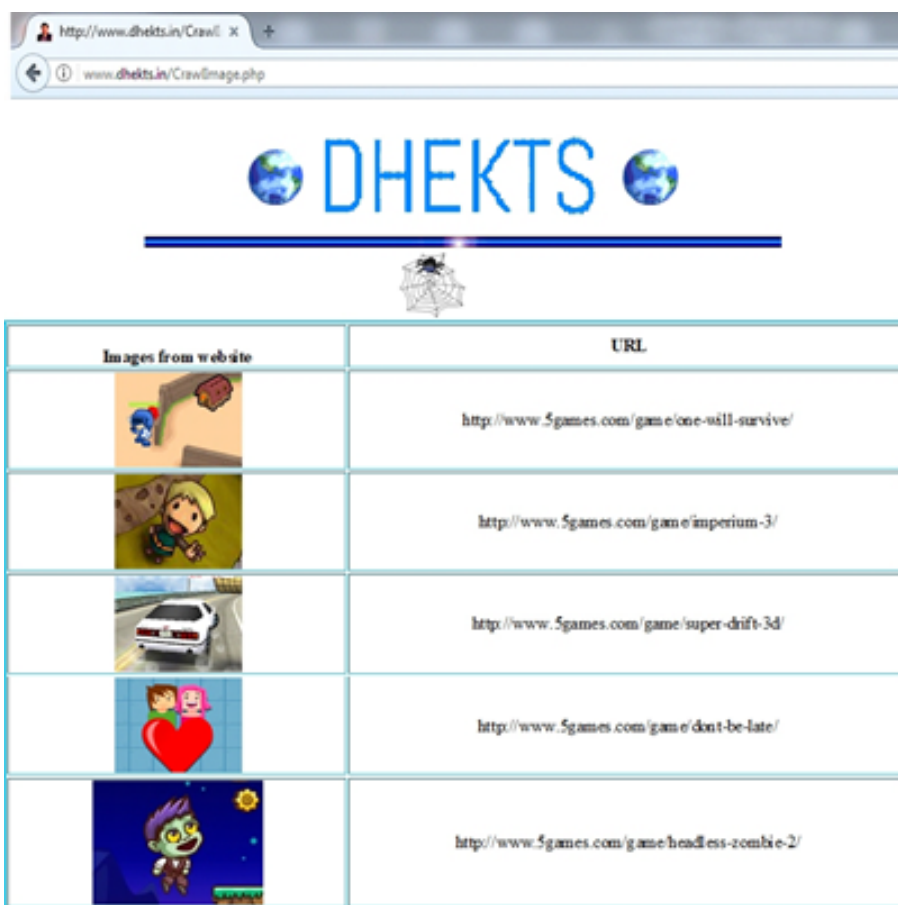 http://www.dhekts.in/Crawl
www.dhekts.in/CrawlImage.php
DHEKTS
Images from website
URL
http://www.5games.com/game/one-will-survive/
http://www.5games.com/game/imperium-3/
http://www.5games.com/game/super-drift-3d/
http://www.5games.com/game/dont-be-late/
http://www.5games.com/game/headless-zombie-2/